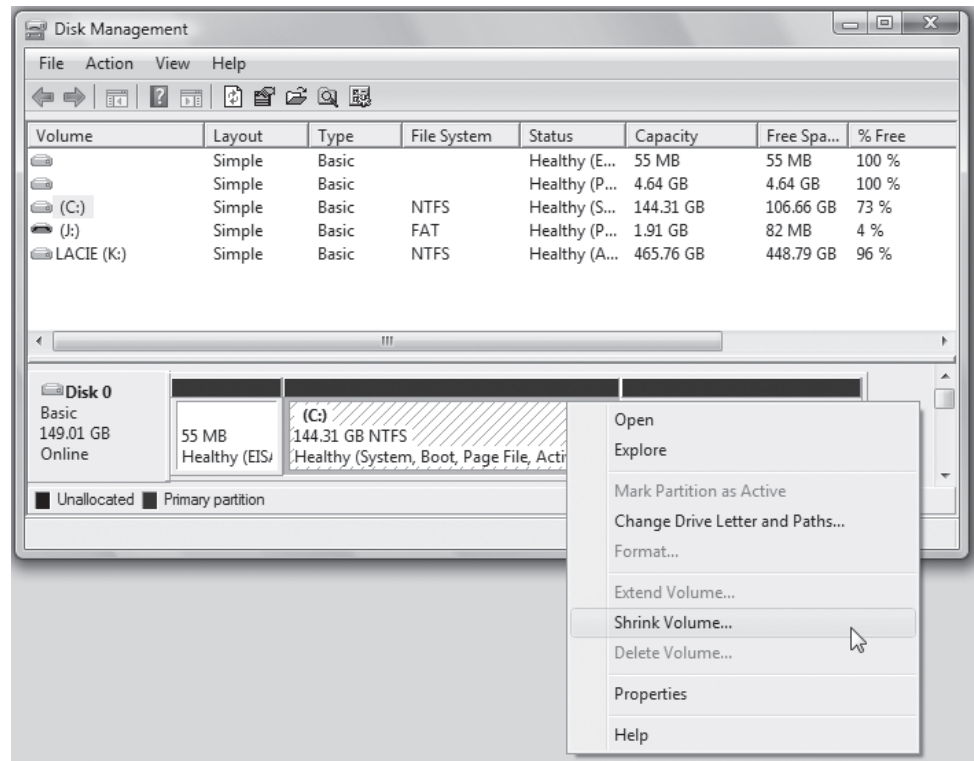 Disk Management
File Action View Help
Volume Layout Type File System Status Capacity Free Spa... % Free
Simple Basic Healthy (E... 55 MB 55 MB 100 %
Simple Basic Healthy (P... 4.64 GB 4.64 GB 100 %
(C:) Simple Basic NTFS Healthy (S... 144.31 GB 106.66 GB 73 %
(J:) Simple Basic FAT Healthy (P... 1.91 GB 82 MB 4 %
LACIE (K:) Simple Basic NTFS Healthy (A... 465.76 GB 448.79 GB 96 %
Disk 0
Basic
149.01 GB
Online
55 MB
Healthy (EISA
(C:)
144.31 GB NTFS
Healthy (System, Boot, Page File, Acti
Unallocated Primary partition
Open
Explore
Mark Partition as Active
Change Drive Letter and Paths...
Format...
Extend Volume...
Shrink Volume...
Delete Volume...
Properties
Help